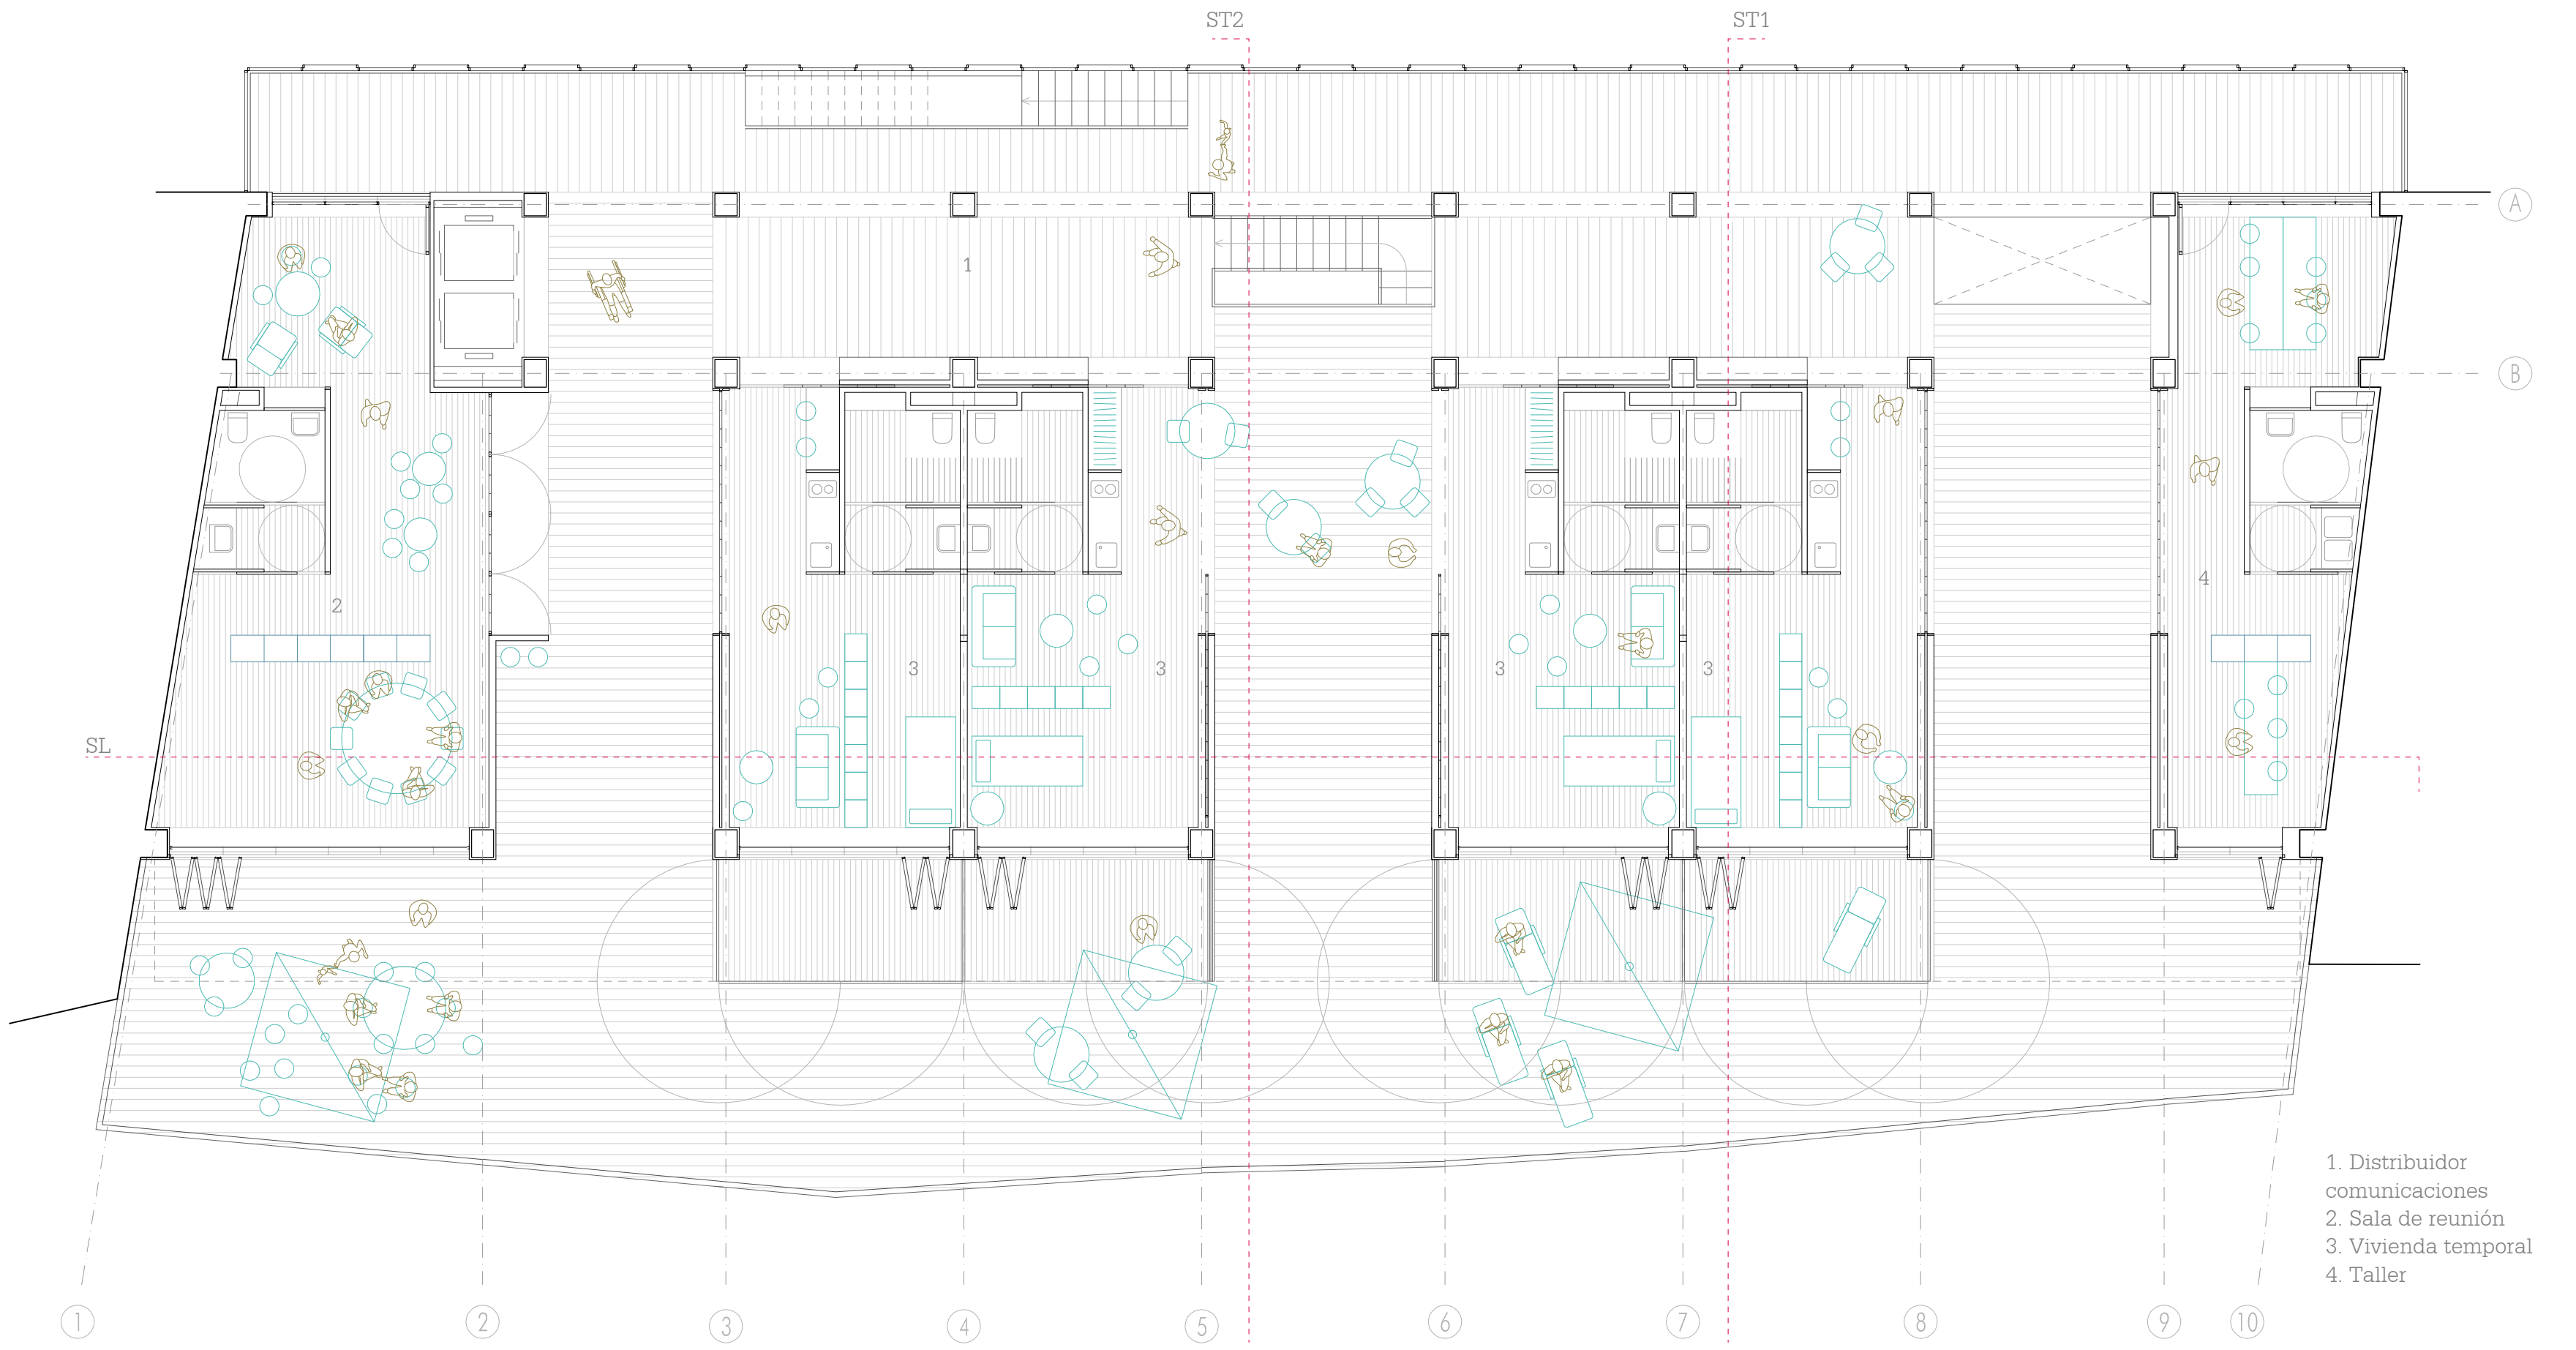 ST2
ST1
A
1
B
2
4
3
3
3
3
SL
1. Distribuidor
comunicaciones
2. Sala de reunión
3. Vivienda temporal
4. Taller
1
2
3
4
5
6
7
8
9
10